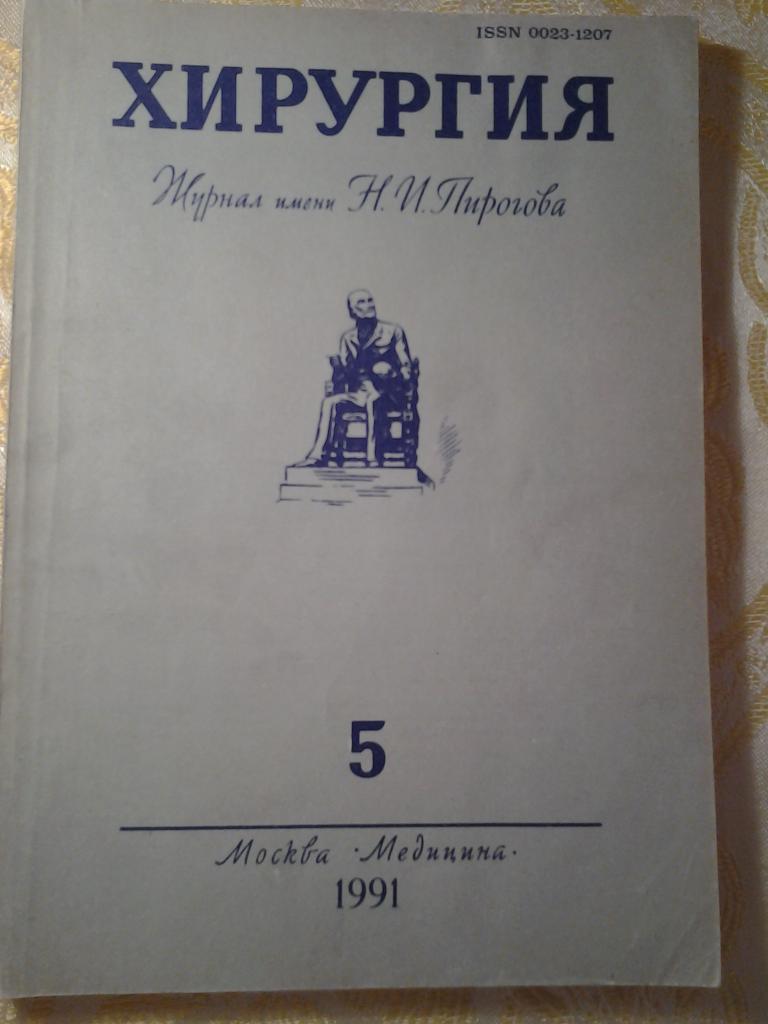 ISSN 0023-1207
ХИРУРГИЯ
Журнал имени Н. И. Пирогова
5
Москва · Медицина ·
1991